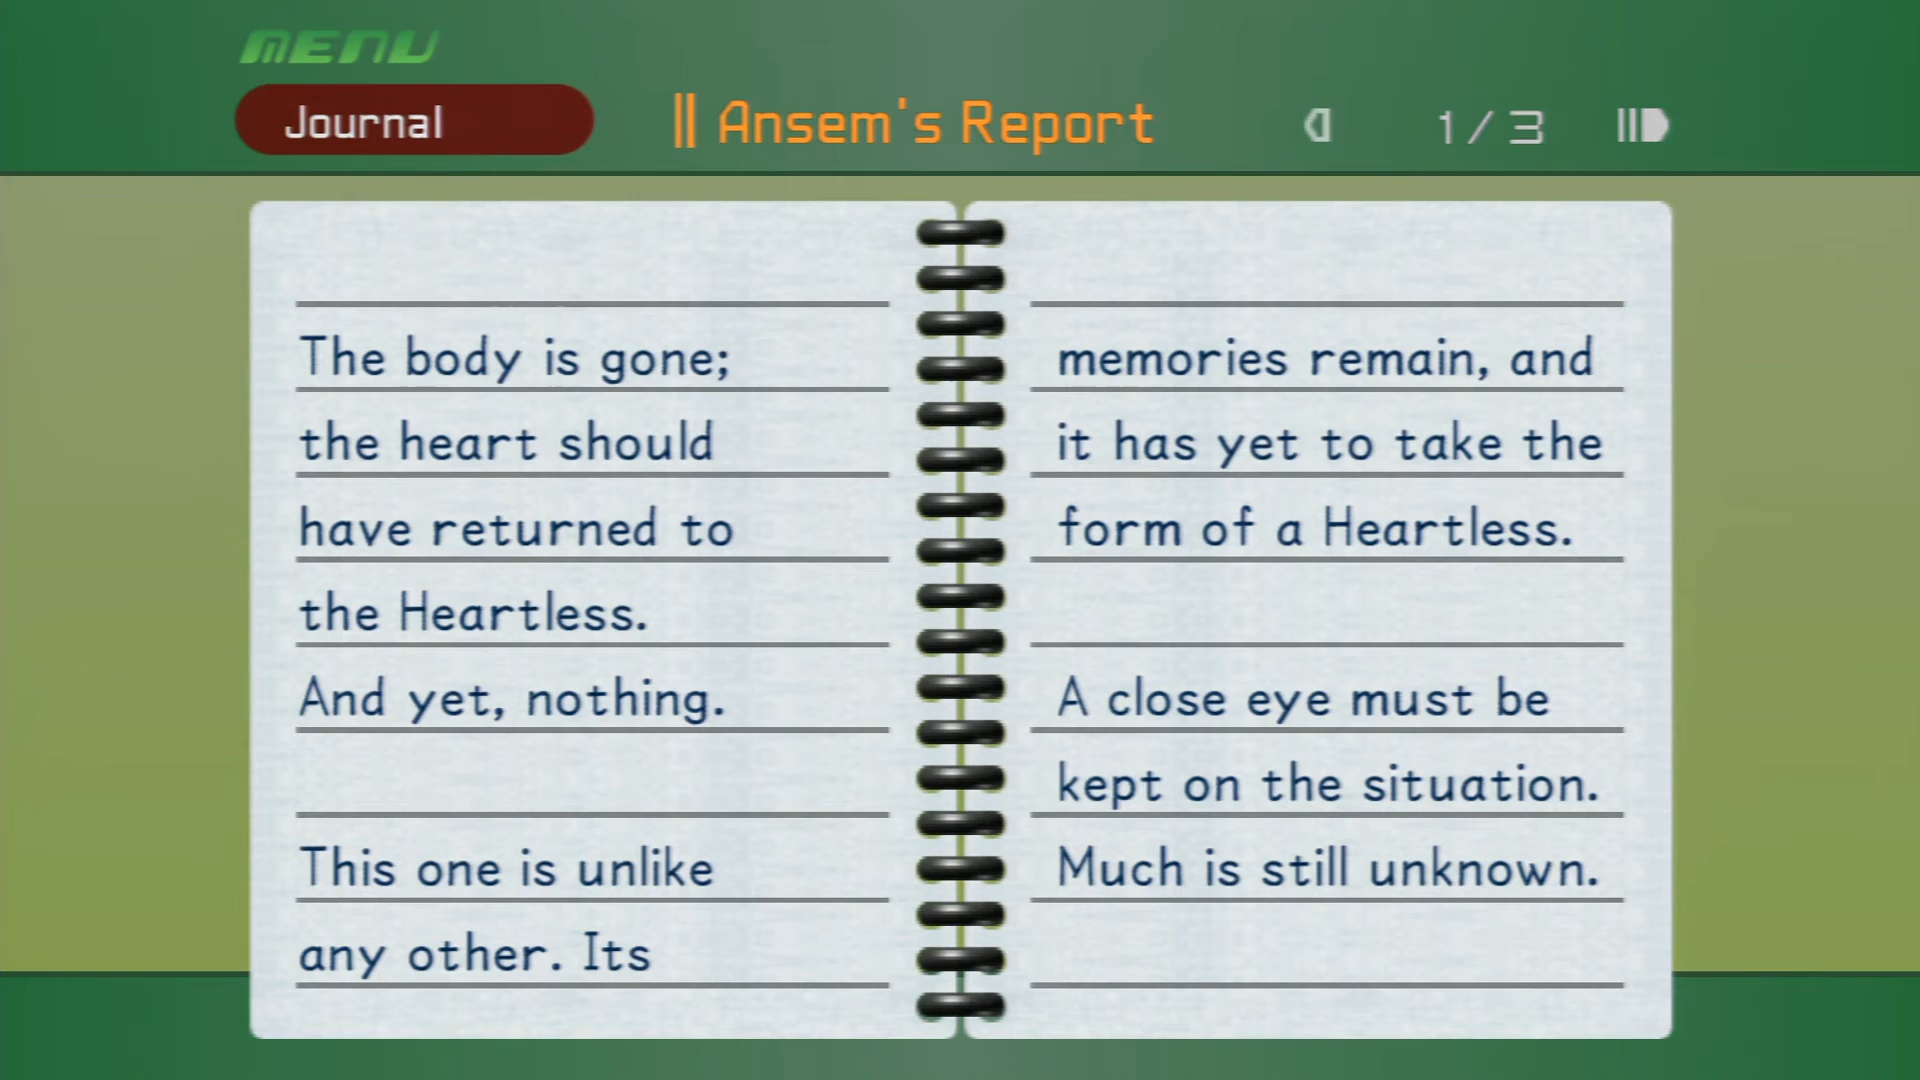 MENU
Journal
Ansem's Report
1/3
The body is gone;
the heart should
have returned to
the Heartless.
And yet, nothing.
This one is unlike
any other. Its
memories remain, and
it has yet to take the
form of a Heartless.
A close eye must be
kept on the situation.
Much is still unknown.